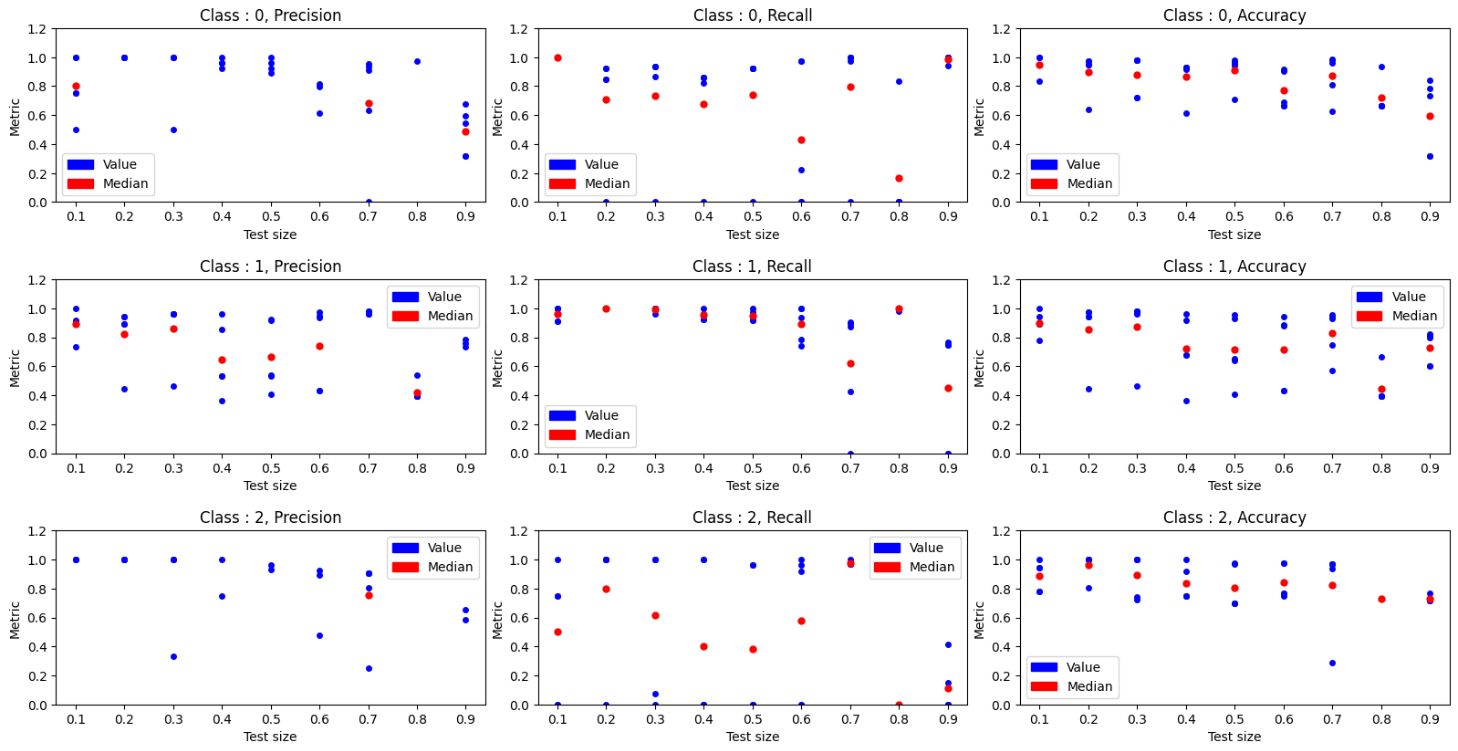 Class : 0, Precision
Class : 0, Recall
Class : 0, Accuracy
1.2
1.0
0.8
0.6
0.4
0.2
0.0
Metric
Value
Median
0.1 0.2 0.3 0.4 0.5 0.6 0.7 0.8 0.9
Test size
1.2
1.0
0.8
0.6
0.4
0.2
0.0
Metric
Value
Median
0.1 0.2 0.3 0.4 0.5 0.6 0.7 0.8 0.9
Test size
1.2
1.0
0.8
0.6
0.4
0.2
0.0
Metric
Value
Median
0.1 0.2 0.3 0.4 0.5 0.6 0.7 0.8 0.9
Test size
Class : 1, Precision
Class : 1, Recall
Class : 1, Accuracy
1.2
1.0
0.8
0.6
0.4
0.2
0.0
Metric
Value
Median
0.1 0.2 0.3 0.4 0.5 0.6 0.7 0.8 0.9
Test size
1.2
1.0
0.8
0.6
0.4
0.2
0.0
Metric
Value
Median
0.1 0.2 0.3 0.4 0.5 0.6 0.7 0.8 0.9
Test size
1.2
1.0
0.8
0.6
0.4
0.2
0.0
Metric
Value
Median
0.1 0.2 0.3 0.4 0.5 0.6 0.7 0.8 0.9
Test size
Class : 2, Precision
Class : 2, Recall
Class : 2, Accuracy
1.2
1.0
0.8
0.6
0.4
0.2
0.0
Metric
Value
Median
0.1 0.2 0.3 0.4 0.5 0.6 0.7 0.8 0.9
Test size
1.2
1.0
0.8
0.6
0.4
0.2
0.0
Metric
Value
Median
0.1 0.2 0.3 0.4 0.5 0.6 0.7 0.8 0.9
Test size
1.2
1.0
0.8
0.6
0.4
0.2
0.0
Metric
Value
Median
0.1 0.2 0.3 0.4 0.5 0.6 0.7 0.8 0.9
Test size